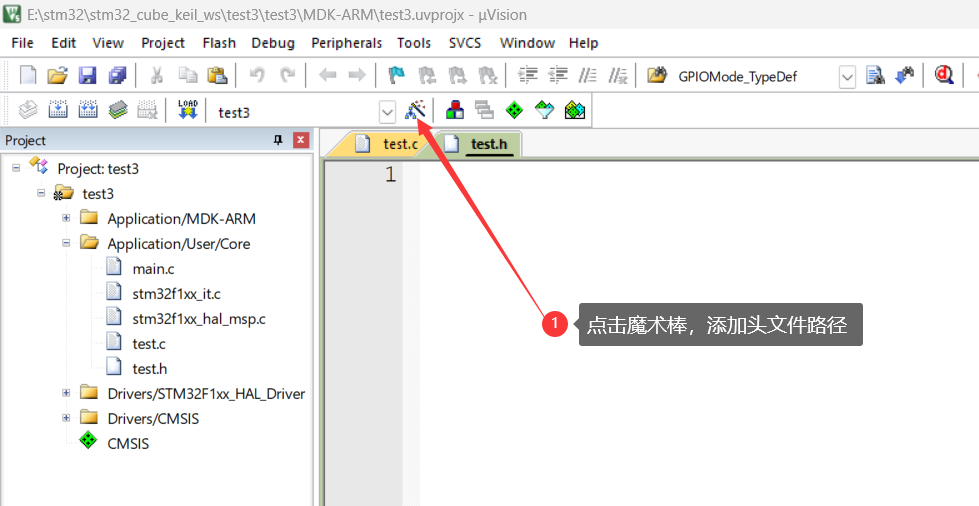 E:\stm32\stm32_cube_keil_ws\test3\test3\MDK-ARM\test3.uvprojx - µVision
File Edit View Project Flash Debug Peripherals Tools SVCS Window Help
GPIOMode_TypeDef
LOAD
test3
Project
test.c
test.h
1
Project: test3
test3
Application/MDK-ARM
Application/User/Core
main.c
stm32f1xx_it.c
stm32f1xx_hal_msp.c
test.c
test.h
Drivers/STM32F1xx_HAL_Driver
Drivers/CMSIS
CMSIS
1
点击魔术棒，添加头文件路径